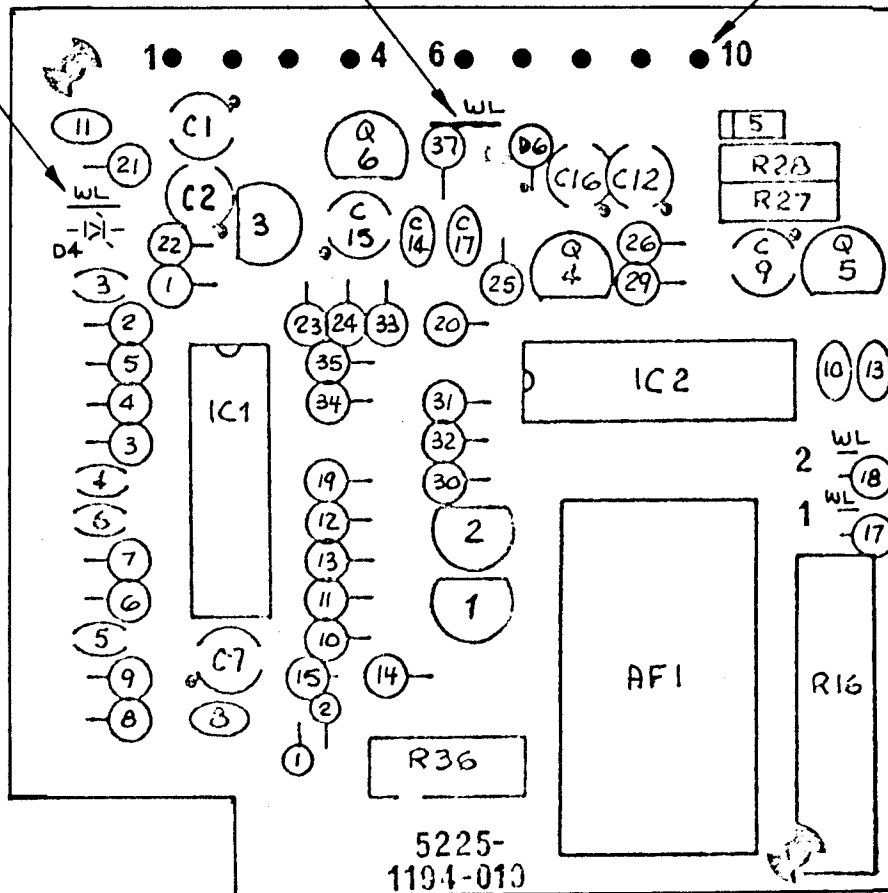 1 4 6 10
WL
11 C1 Q 6 37 D6 5
21 C16 C12 R28
WL C2 3 C 15 C 14 C 17 R27
D4 22 Q 4 26 C 9 Q 5
3 1 25 29
2 23 24 33 20
5 IC1 35 IC2 10 13
4 34 31
3 32 2 WL
4 19 30 18
6 12 2 1 WL
7 13 17
6 11 1
5 C7 10
9 15 14 AF1 R16
8 2
1 R36
5225-
1194-019